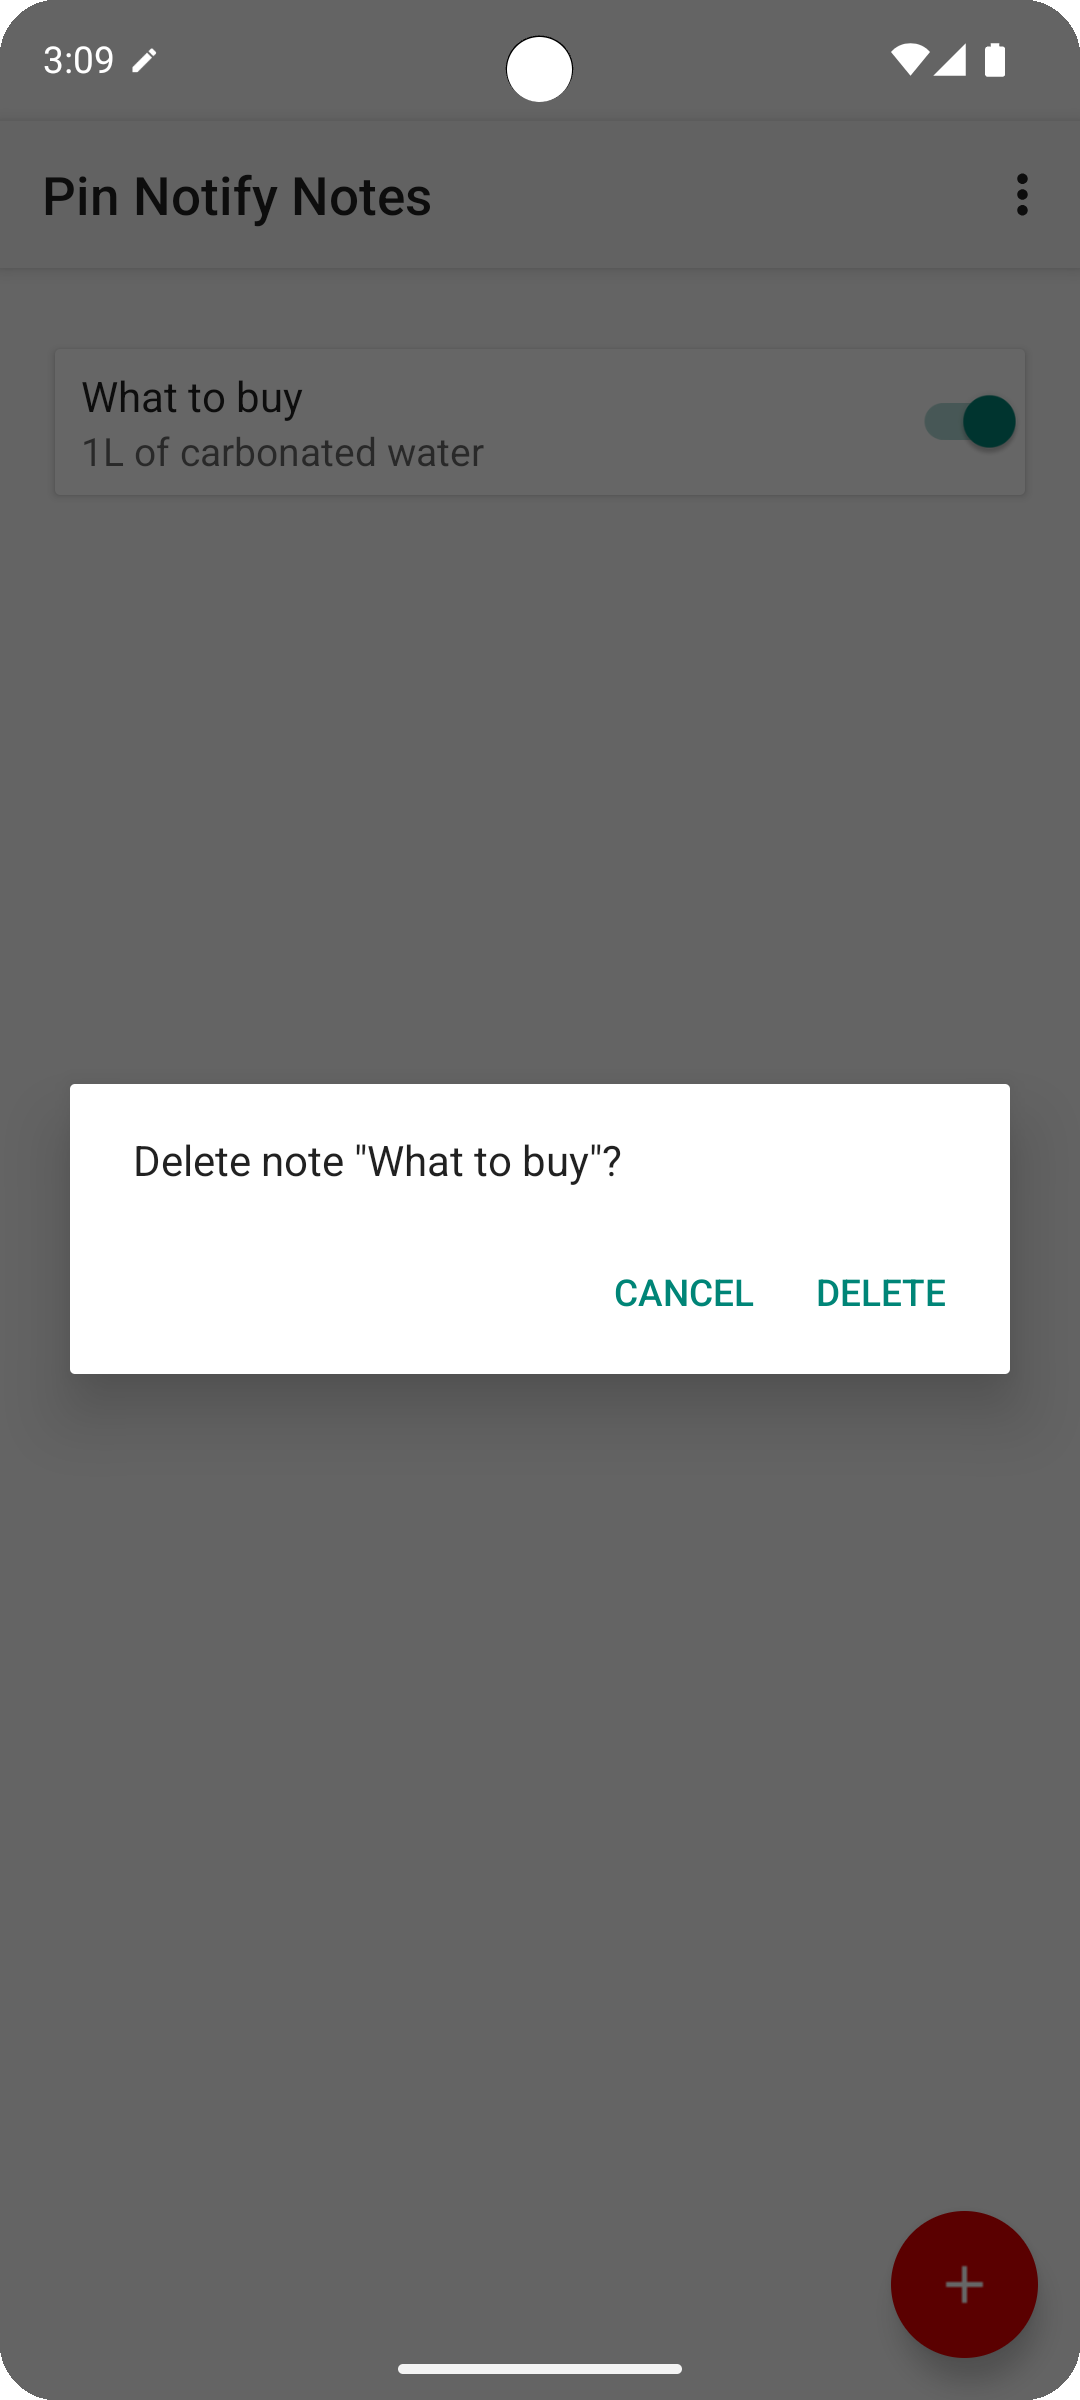 3:09
Pin Notify Notes
What to buy
1L of carbonated water
Delete note "What to buy"?
CANCEL DELETE